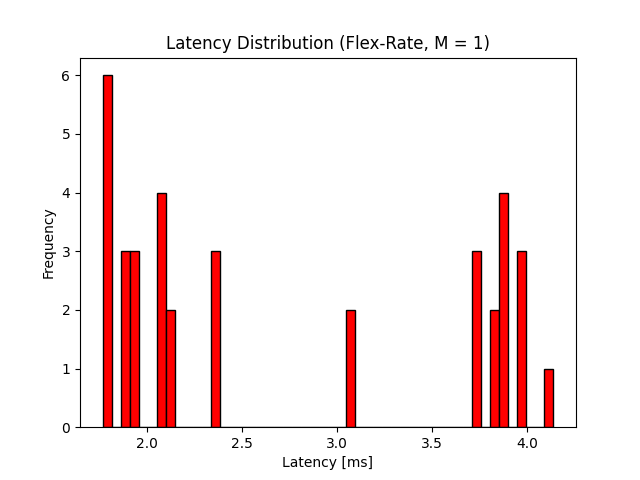 Latency Distribution (Flex-Rate, M = 1)
6
5
4
3
2
1
0
Frequency
2.0 2.5 3.0 3.5 4.0
Latency [ms]